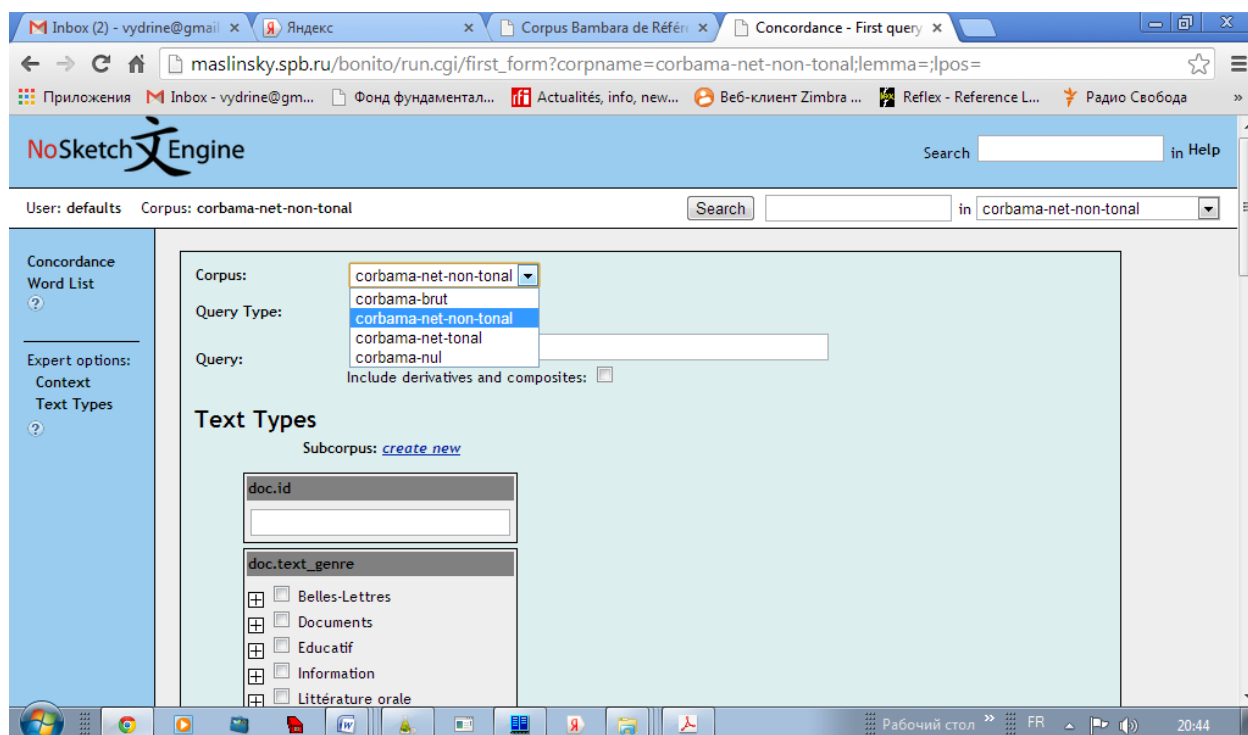 Inbox (2) - vydrine@gmail
Яндекс
Corpus Bambara de Référe
Concordance - First query
maslinsky.spb.ru/bonito/run.cgi/first_form?corpname=corbama-net-non-tonal;lemma=;lpos=
Приложения Inbox - vydrine@gm... Фонд фундаментал... Actualités, info, new... Веб-клиент Zimbra ... Reflex - Reference L... Радио Свобода »
NoSketch Engine
Search in Help
User: defaults Corpus: corbama-net-non-tonal Search in corbama-net-non-tonal
Concordance
Word List
?
Expert options:
Context
Text Types
?
Corpus: corbama-net-non-tonal
corbama-brut
Query Type: corbama-net-non-tonal
corbama-net-tonal
Query: corbama-nul
Include derivatives and composites:
Text Types
Subcorpus: create new
doc.id
doc.text_genre
Belles-Lettres
Documents
Educatif
Information
Littérature orale
Рабочий стол » FR 20:44